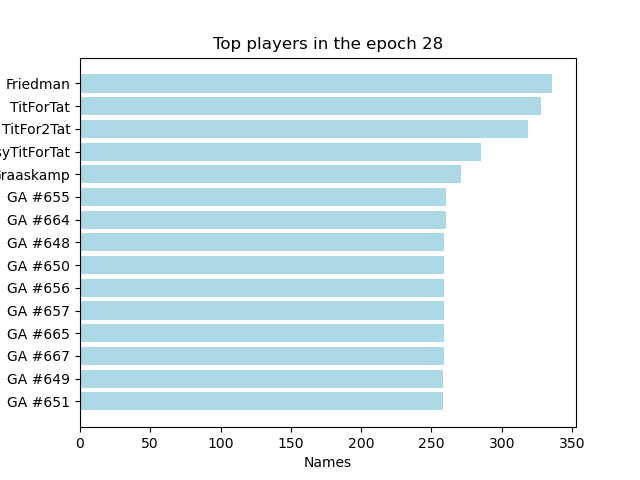 Top players in the epoch 28
Friedman
TitForTat
TitFor2Tat
syTitForTat
Graaskamp
GA #655
GA #664
GA #648
GA #650
GA #656
GA #657
GA #665
GA #667
GA #649
GA #651
0 50 100 150 200 250 300 350
Names